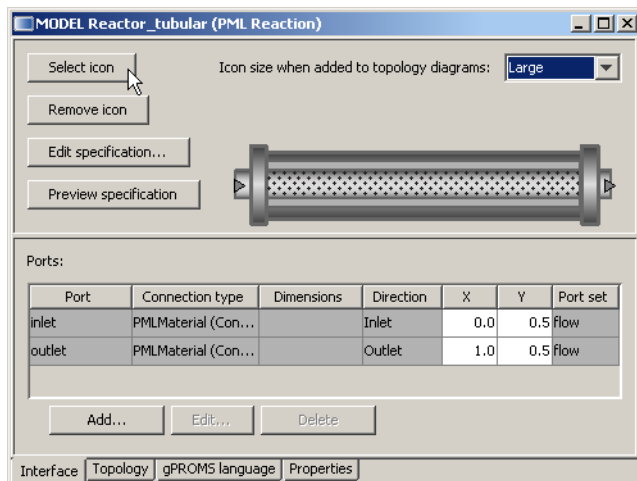 MODEL Reactor_tubular (PML Reaction)
Select icon
Icon size when added to topology diagrams:
Large
Remove icon
Edit specification...
Preview specification
Ports:
Port Connection type Dimensions Direction X Y Port set
inlet PMLMaterial (Con... Inlet 0.0 0.5 flow
outlet PMLMaterial (Con... Outlet 1.0 0.5 flow
Add... Edit... Delete
Interface Topology gPROMS language Properties